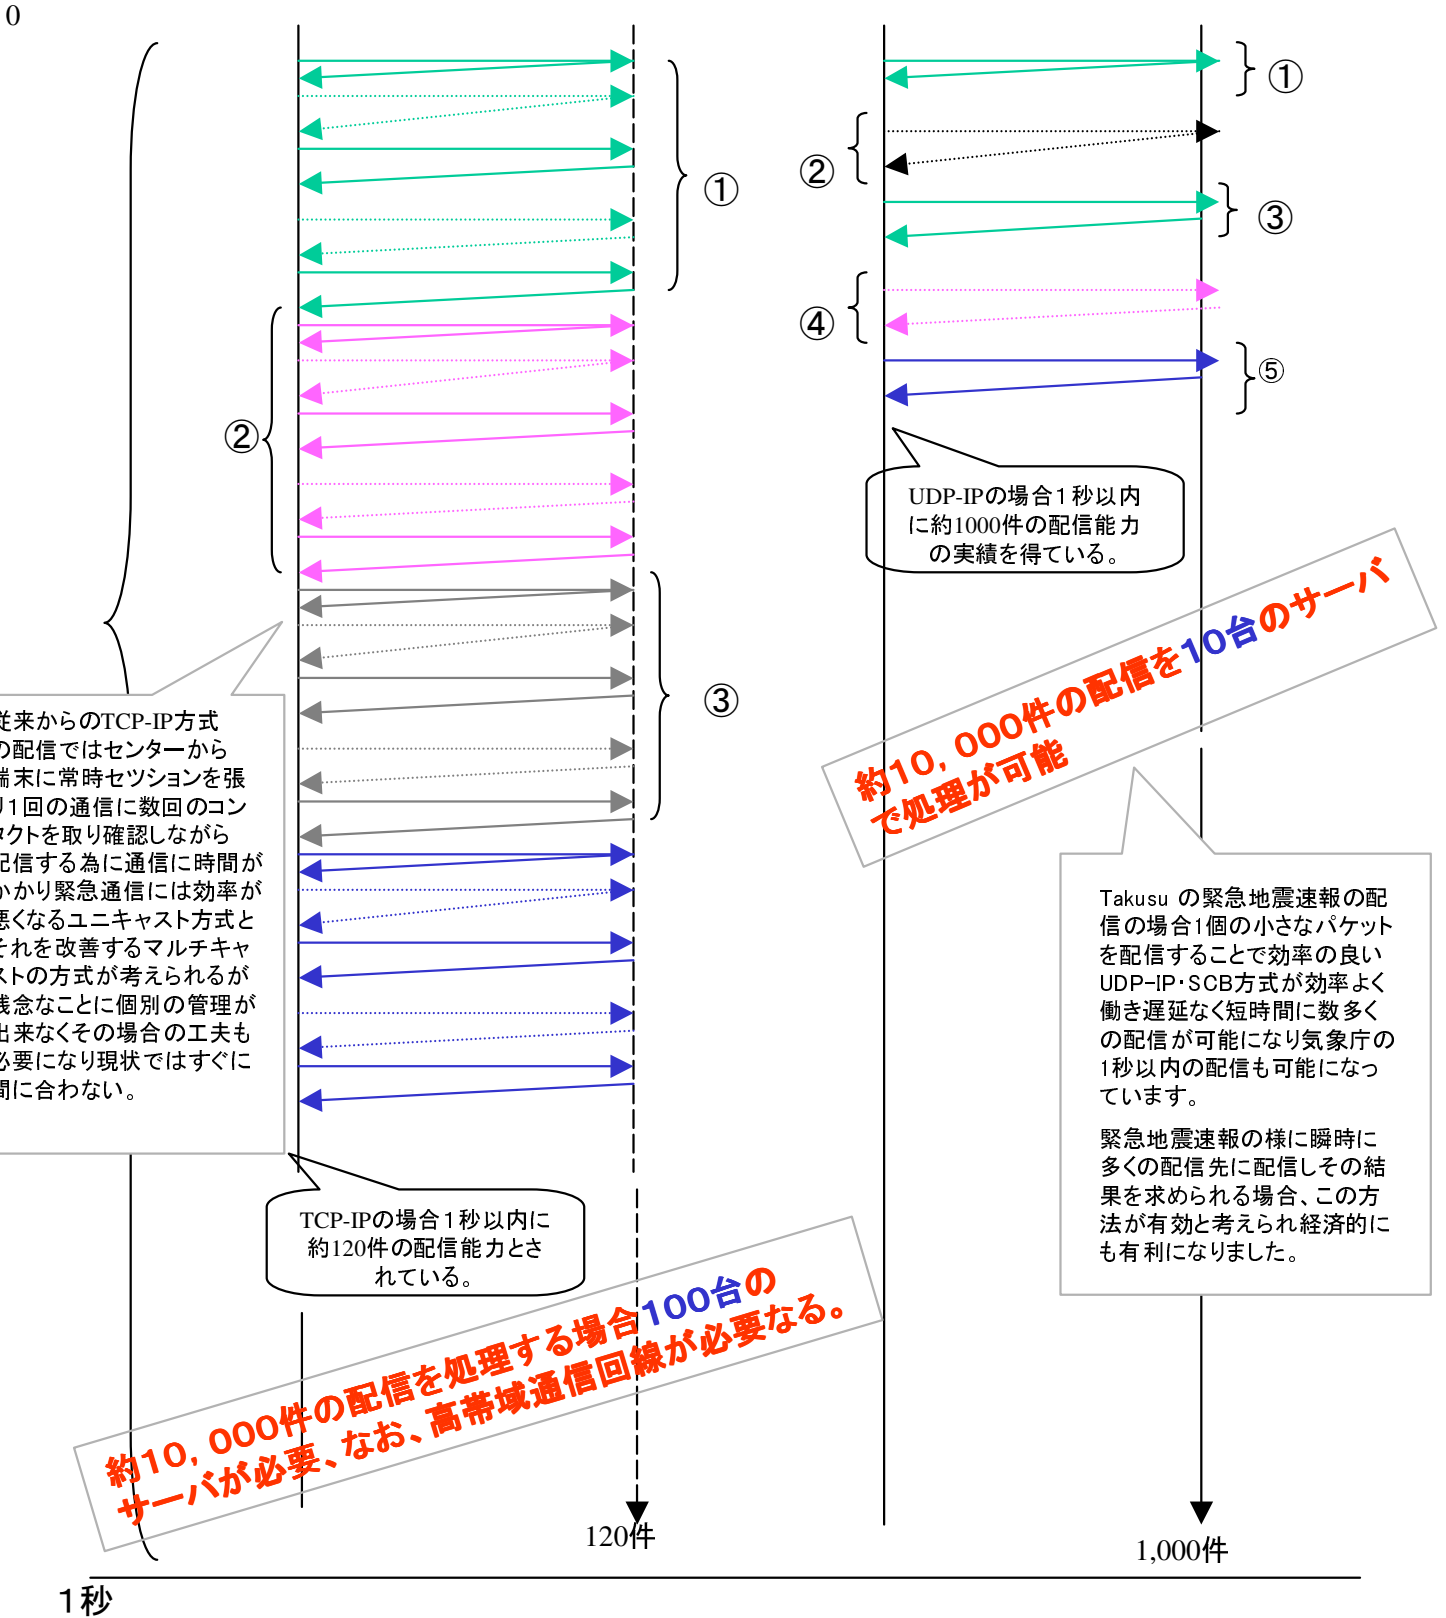 0
①
②
③
①
②
③
④
⑤
UDP-IPの場合１秒以内
に約1000件の配信能力
の実績を得ている。
約１０，０００件の配信を１０台のサーバ
で処理が可能
従来からのTCP-IP方式
の配信ではセンターから
端末に常時セツションを張
り１回の通信に数回のコン
タクトを取り確認しながら
配信する為に通信に時間が
かかり緊急通信には効率が
悪くなるユニキャスト方式と
それを改善するマルチキャ
ストの方式が考えられるが
残念なことに個別の管理が
出来なくその場合の工夫も
必要になり現状ではすぐに
間に合わない。
Takusu の緊急地震速報の配
信の場合1個の小さなパケット
を配信することで効率の良い
UDP-IP・SCB方式が効率よく
働き遅延なく短時間に数多く
の配信が可能になり気象庁の
1秒以内の配信も可能になっ
ています。
緊急地震速報の様に瞬時に
多くの配信先に配信しその結
果を求められる場合、この方
法が有効と考えられ経済的に
も有利になりました。
TCP-IPの場合１秒以内に
約120件の配信能力とさ
れている。
約１０，０００件の配信を処理する場合１００台の
サーバが必要、なお、高帯域通信回線が必要なる。
120件
1,000件
１秒